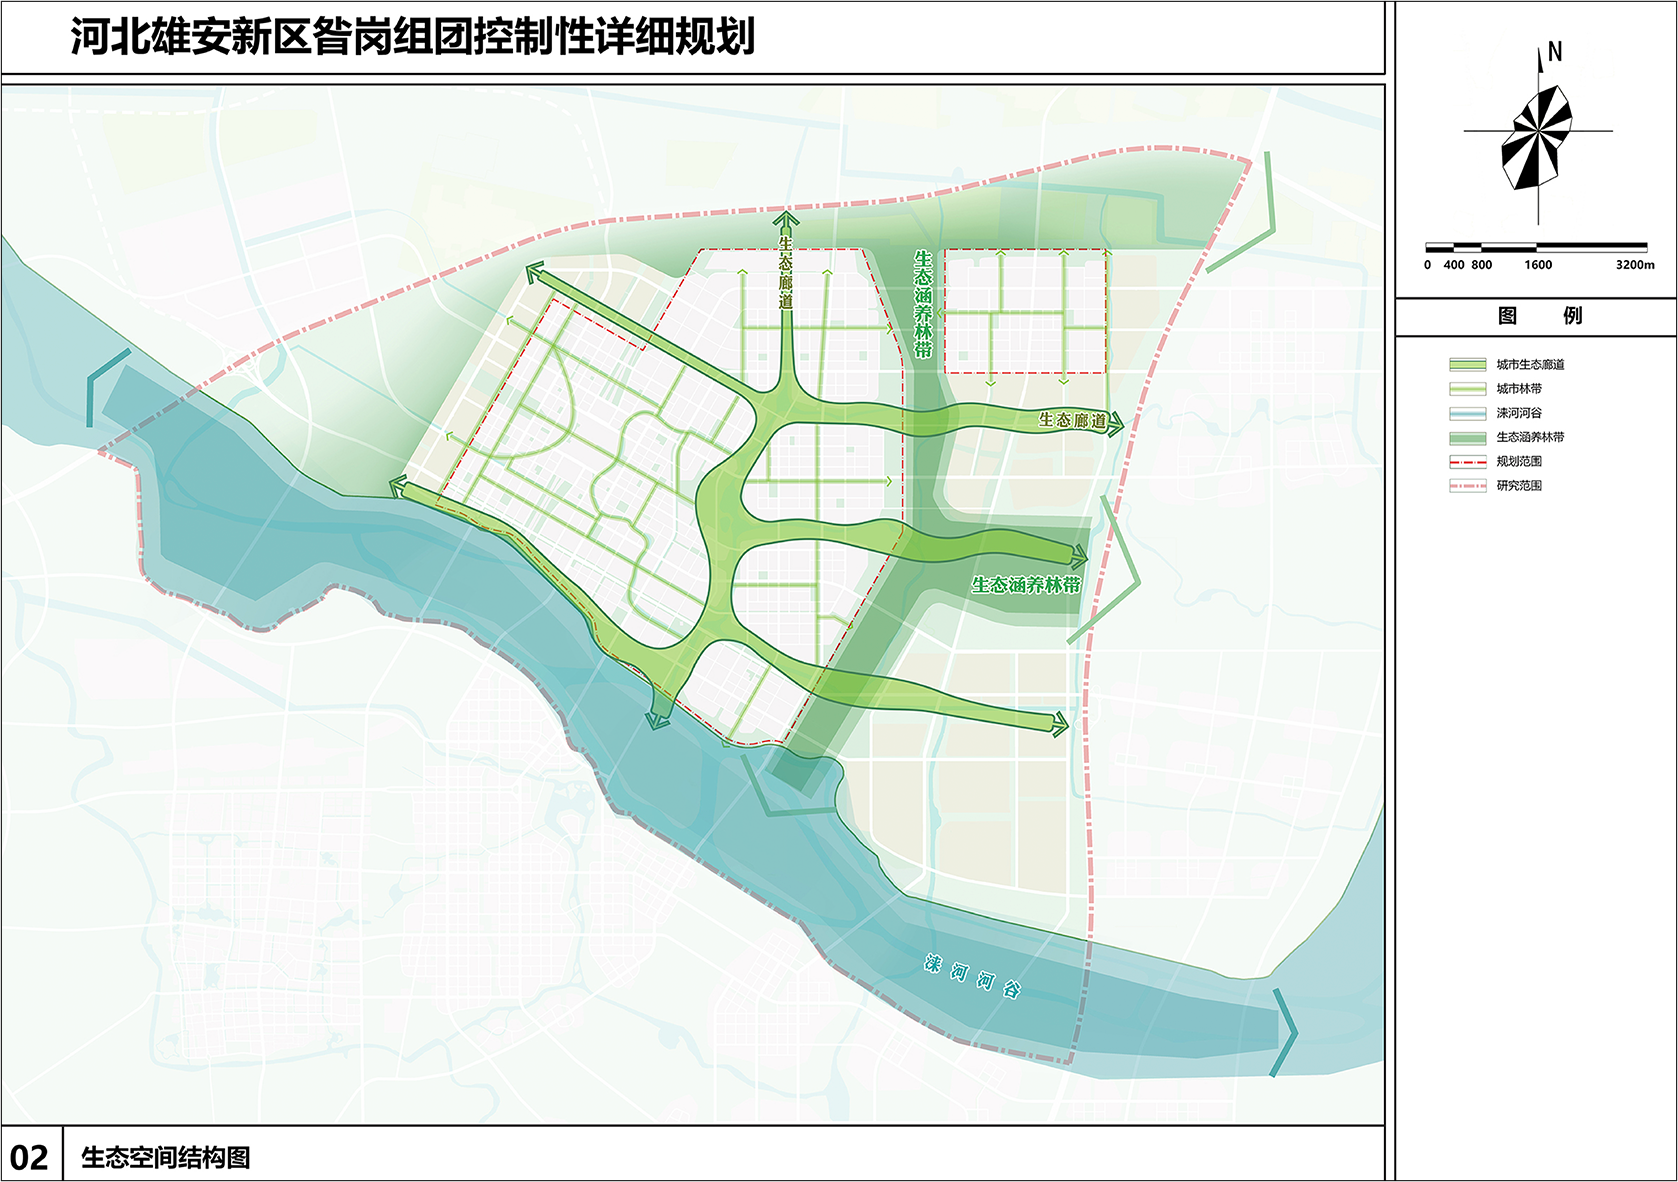 河北雄安新区昝岗组团控制性详细规划
N
0 400 800 1600 3200m
图 例
城市生态廊道
城市林带
涞河河谷
生态涵养林带
规划范围
研究范围
生态廊道
生态涵养林带
生态廊道
生态涵养林带
涞河河谷
02 生态空间结构图